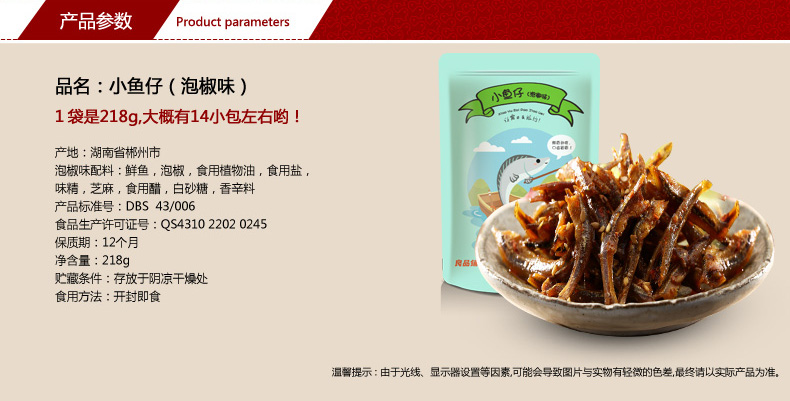 产品参数
Product parameters
品名：小鱼仔（泡椒味）
1袋是218g,大概有14小包左右哟！
产地：湖南省郴州市
泡椒味配料：鲜鱼，泡椒，食用植物油，食用盐，
味精，芝麻，食用醋，白砂糖，香辛料
产品标准号：DBS 43/006
食品生产许可证号：QS4310 2202 0245
保质期：12个月
净含量：218g
贮藏条件：存放于阴凉干燥处
食用方法：开封即食
小鱼仔（泡椒味）
温馨提示：由于光线、显示器设置等因素,可能会导致图片与实物有轻微的色差,最终请以实际产品为准。